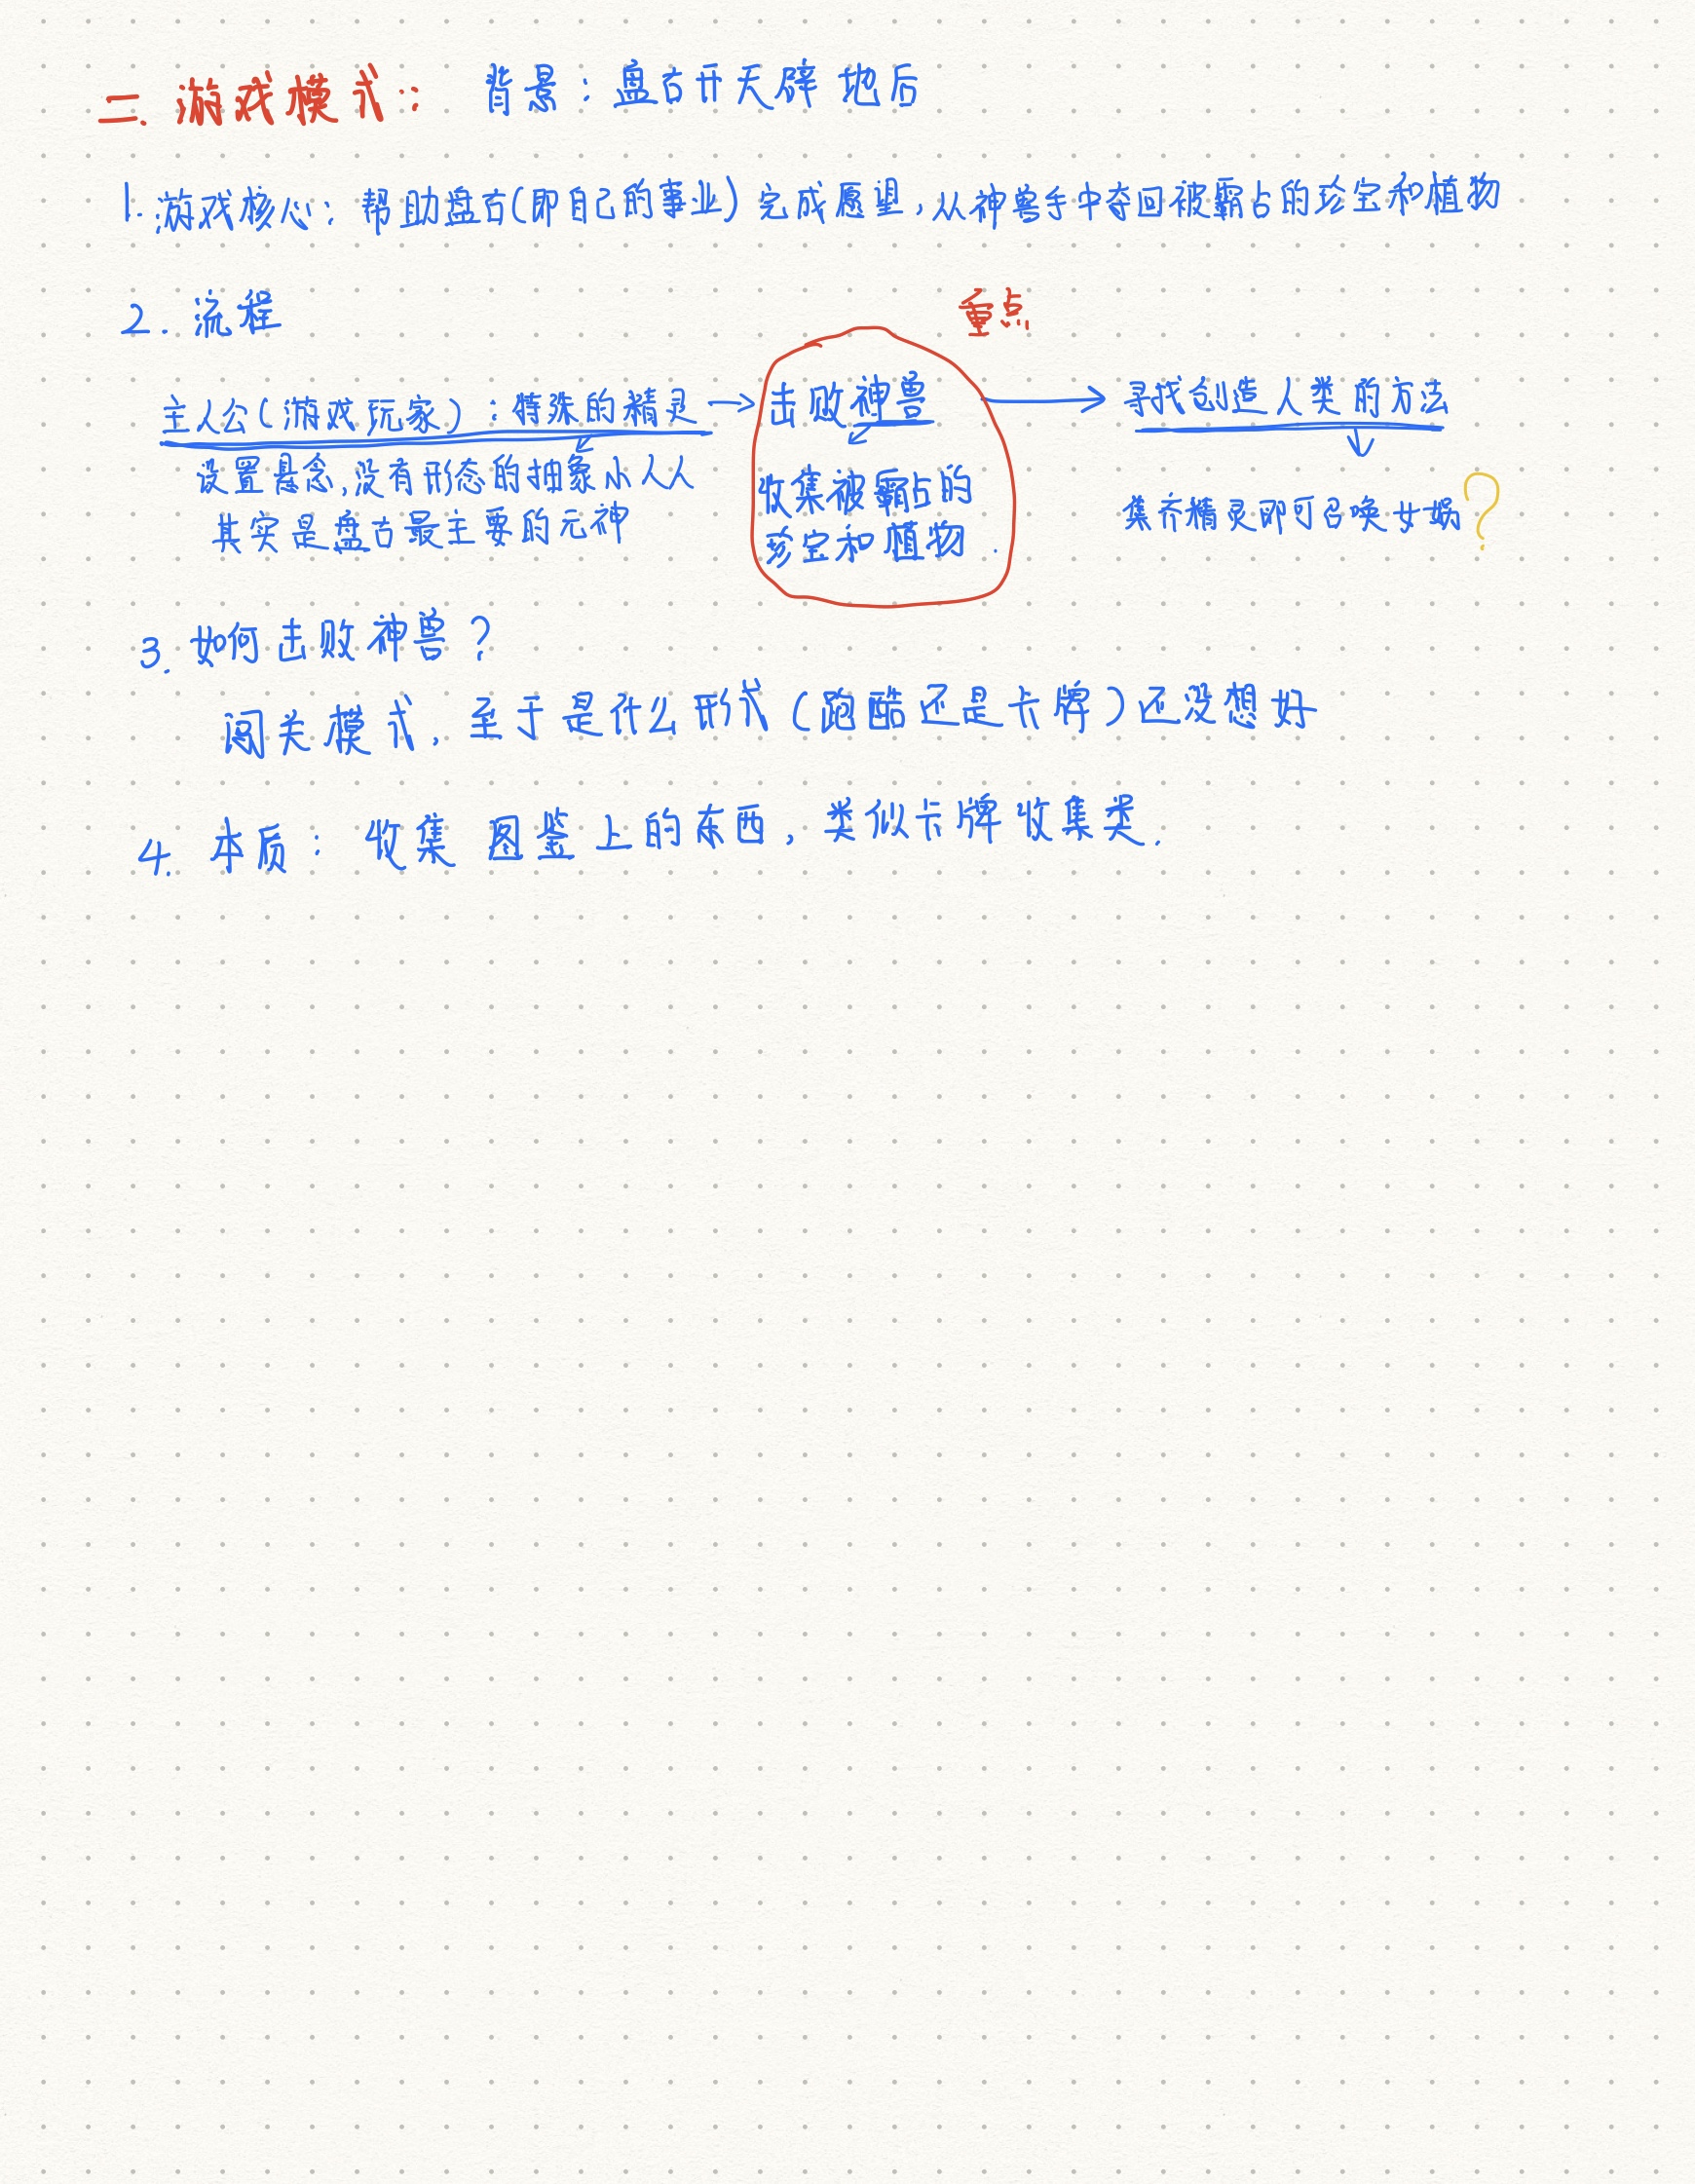 二. 游戏模式: 背景: 盘古开天辟地后
1. 游戏核心: 帮助盘古(即自己的事业)完成愿望, 从神兽手中夺回被霸占的珍宝和植物
2. 流程
重点
主人公(游戏玩家): 特殊的精灵 → 击败神兽 → 寻找创造人类的方法
设置悬念, 没有形态的抽象小人人
其实是盘古最主要的元神
收集被霸占的
珍宝和植物.
集齐精灵即可召唤女娲?
3. 如何击败神兽?
闯关模式, 至于是什么形式(跑酷还是卡牌)还没想好
4. 本质: 收集 图鉴上的东西, 类似卡牌收集类.